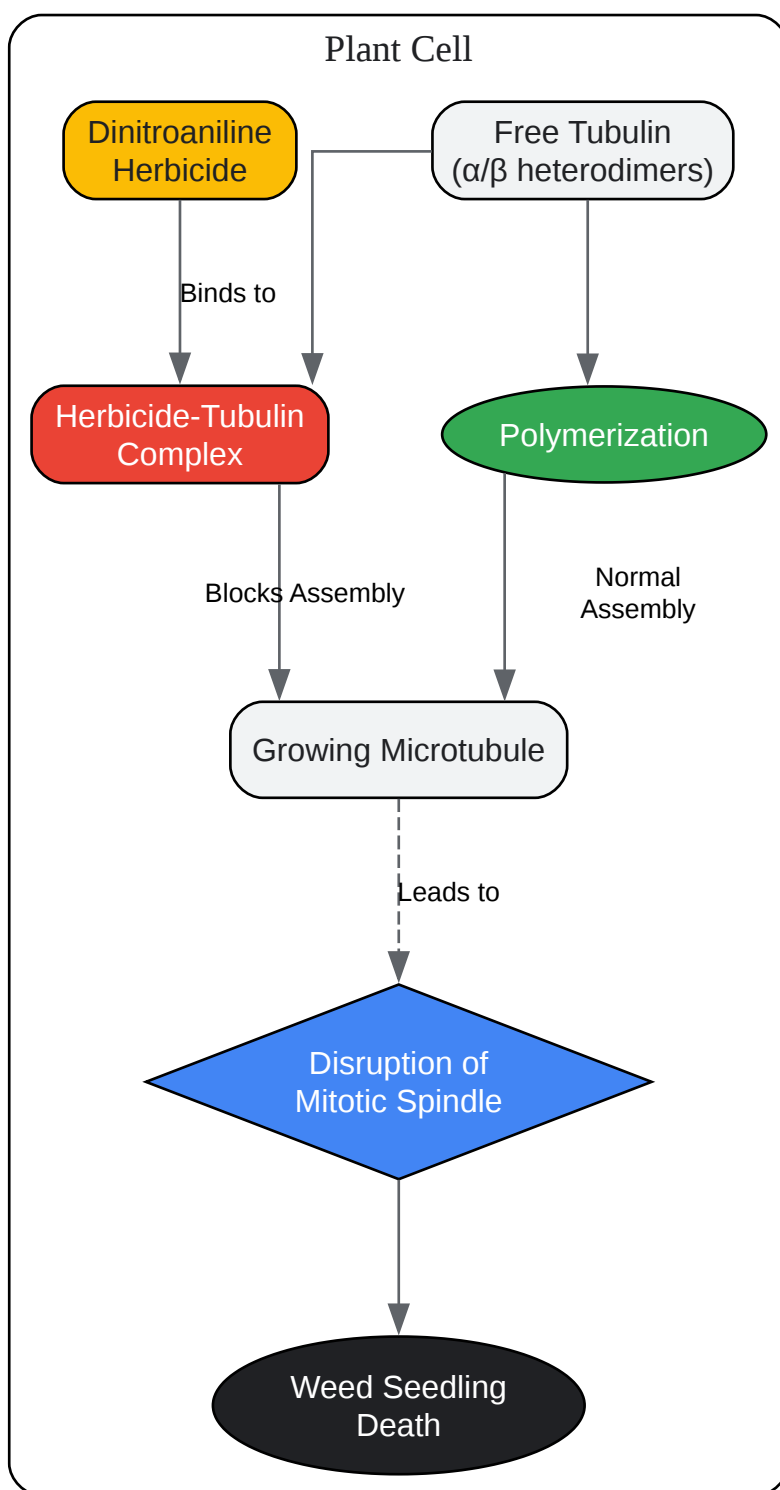 Plant Cell
Dinitroaniline
Herbicide
Free Tubulin
(α/β heterodimers)
Binds to
Herbicide-Tubulin
Complex
Polymerization
Blocks Assembly
Normal
Assembly
Growing Microtubule
Leads to
Disruption of
Mitotic Spindle
Weed Seedling
Death